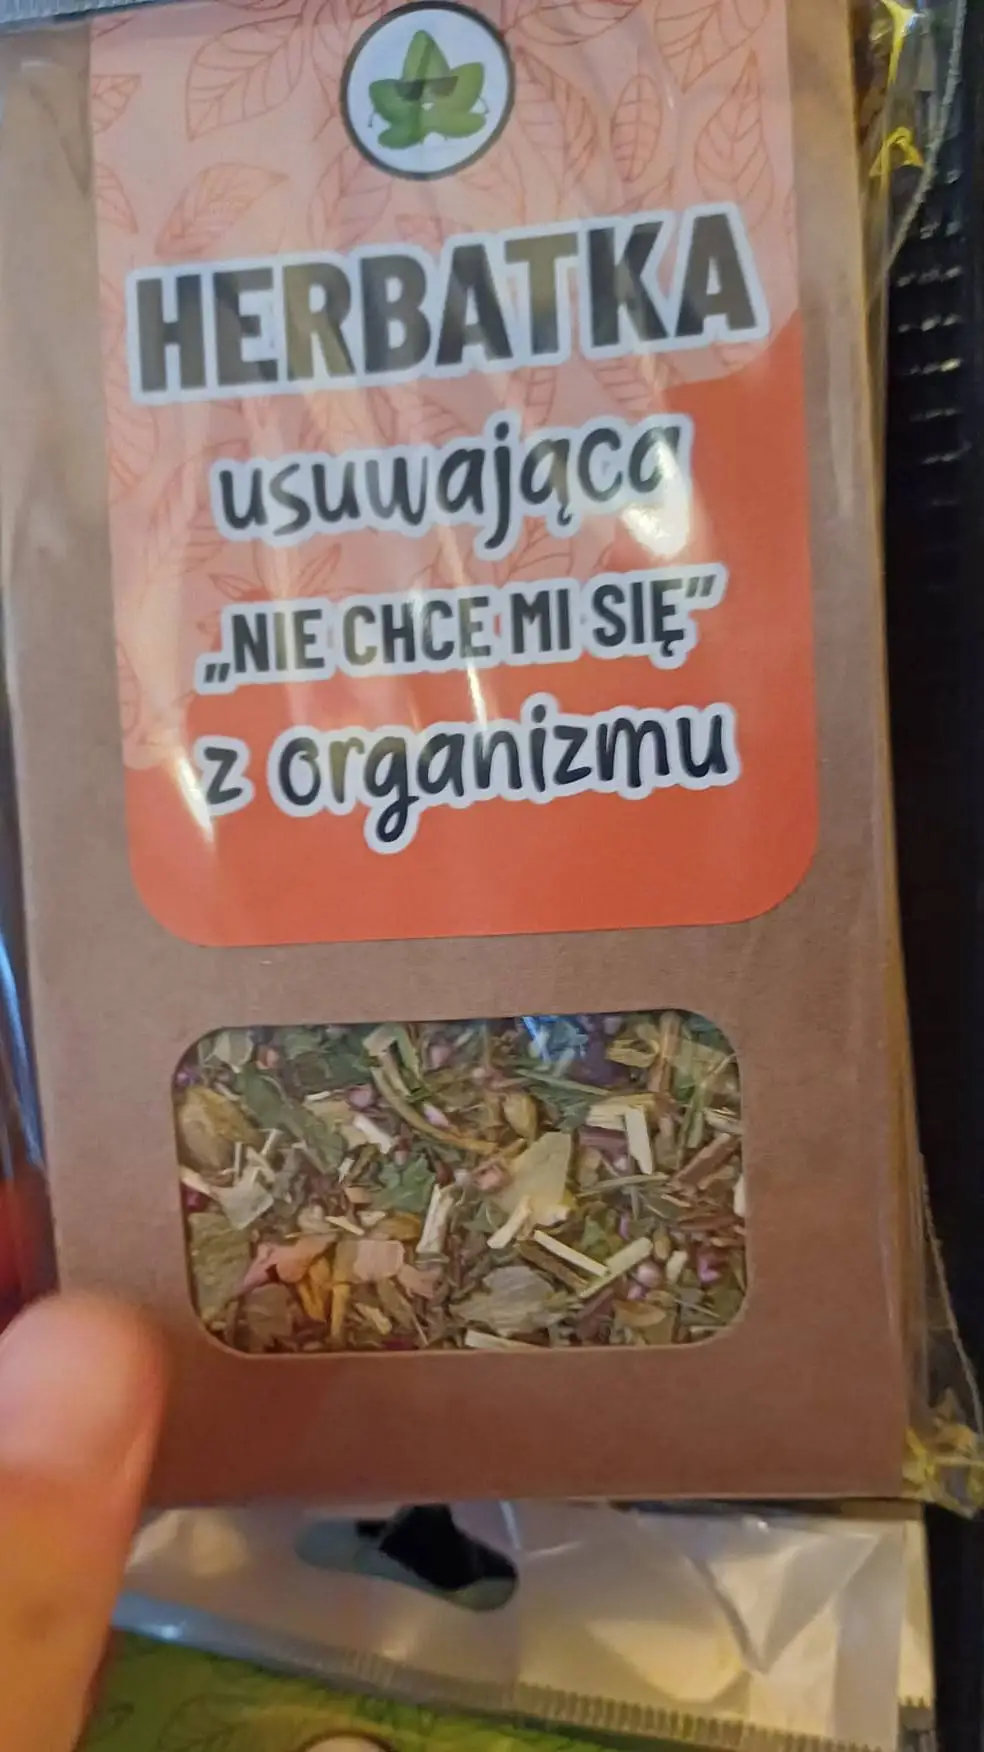 HERBATKA
usuwająca
„NIE CHCE MI SIĘ”
z organizmu